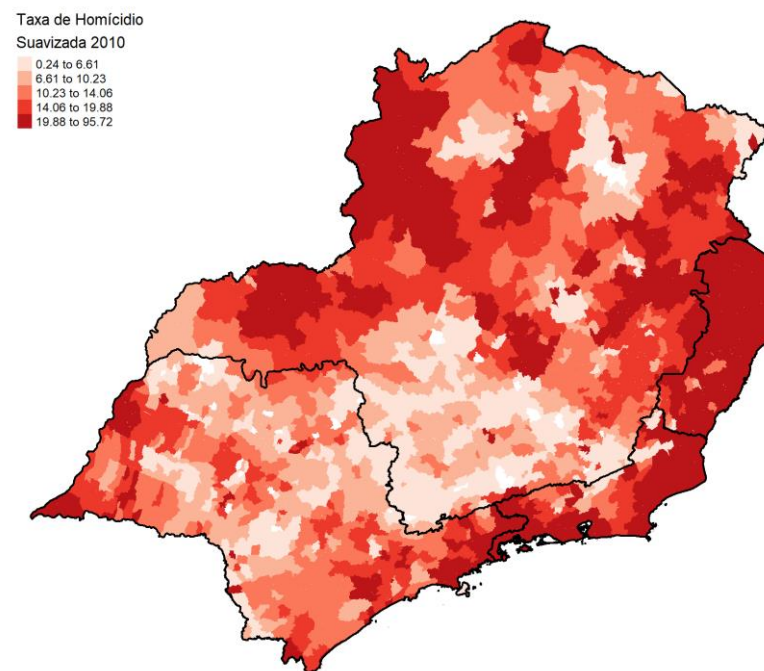 Taxa de Homícidio
Suavizada 2010
0.24 to 6.61
6.61 to 10.23
10.23 to 14.06
14.06 to 19.88
19.88 to 95.72